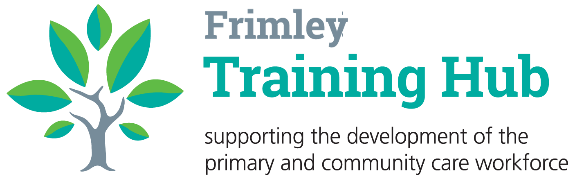 Frimley
Training Hub
supporting the development of the
primary and community care workforce